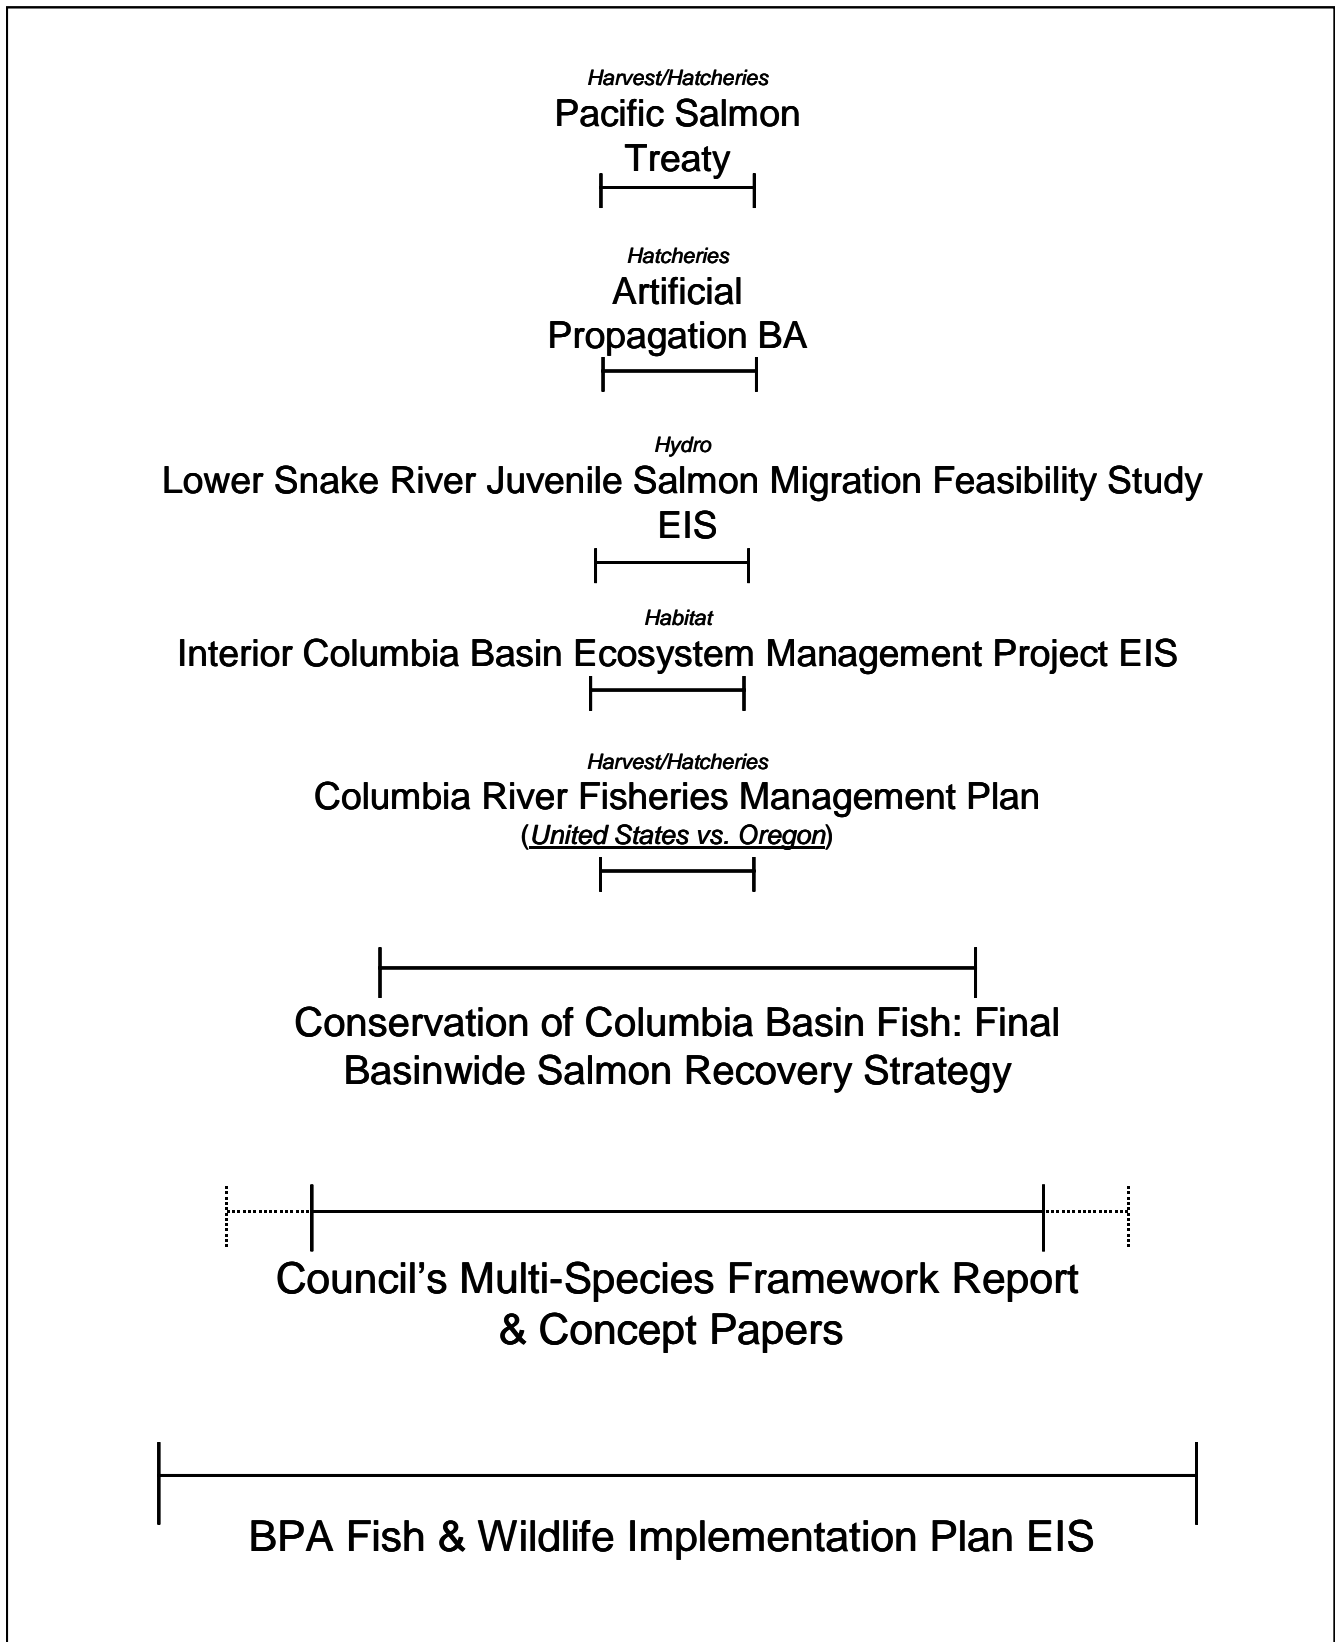 Harvest/Hatcheries
Pacific Salmon
Treaty
Hatcheries
Artificial
Propagation BA
Hydro
Lower Snake River Juvenile Salmon Migration Feasibility Study
EIS
Habitat
Interior Columbia Basin Ecosystem Management Project EIS
Harvest/Hatcheries
Columbia River Fisheries Management Plan
(United States vs. Oregon)
Conservation of Columbia Basin Fish: Final
Basinwide Salmon Recovery Strategy
Council’s Multi-Species Framework Report
& Concept Papers
BPA Fish & Wildlife Implementation Plan EIS